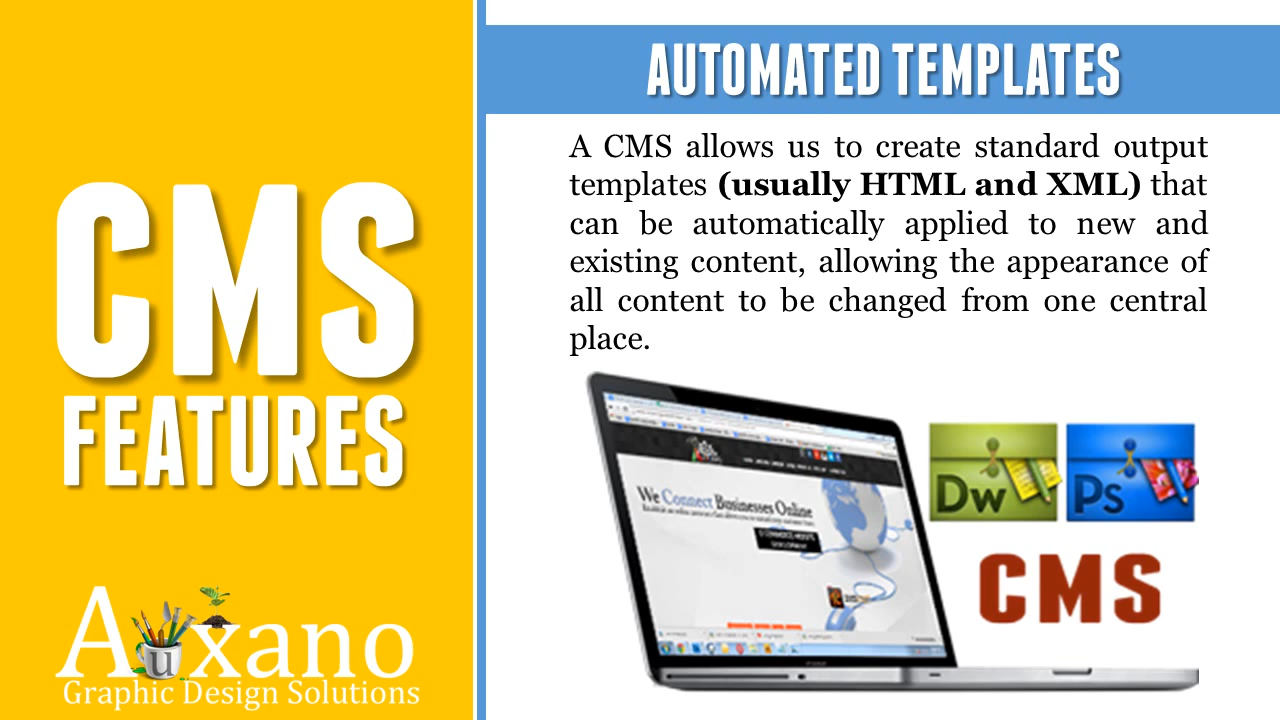 CMS
FEATURES
Auxano
Graphic Design Solutions
AUTOMATED TEMPLATES
A CMS allows us to create standard output
templates (usually HTML and XML) that
can be automatically applied to new and
existing content, allowing the appearance of
all content to be changed from one central
place.
We Connect Businesses Online
Dw
Ps
CMS